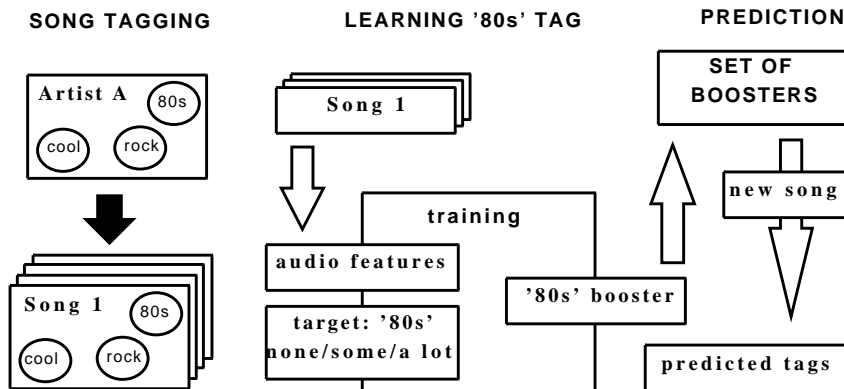 SONG TAGGING
Artist A
80s
cool
rock
Song 1
80s
cool
rock
LEARNING '80s' TAG
Song 1
training
audio features
target: '80s'
none/some/a lot
'80s' booster
PREDICTION
SET OF
BOOSTERS
new song
predicted tags